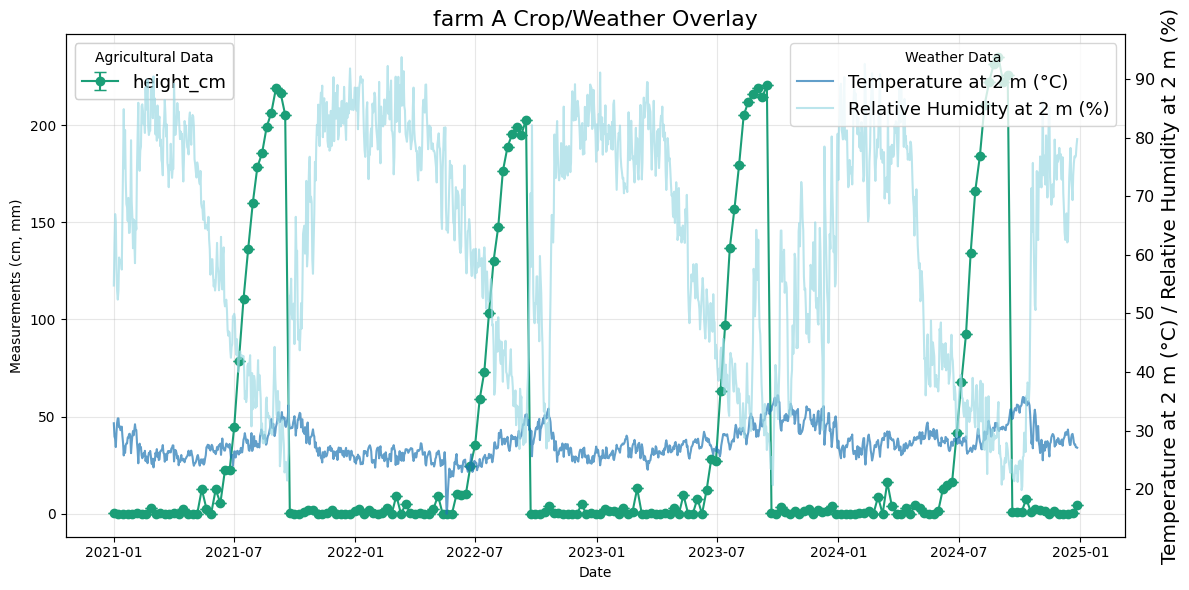 farm A Crop/Weather Overlay
Agricultural Data
height_cm
Weather Data
Temperature at 2 m (°C)
Relative Humidity at 2 m (%)
Measurements (cm, mm)
200
150
100
50
0
90
80
70
60
50
40
30
20
Temperature at 2 m (°C) / Relative Humidity at 2 m (%)
2021-01 2021-07 2022-01 2022-07 2023-01 2023-07 2024-01 2024-07 2025-01
Date